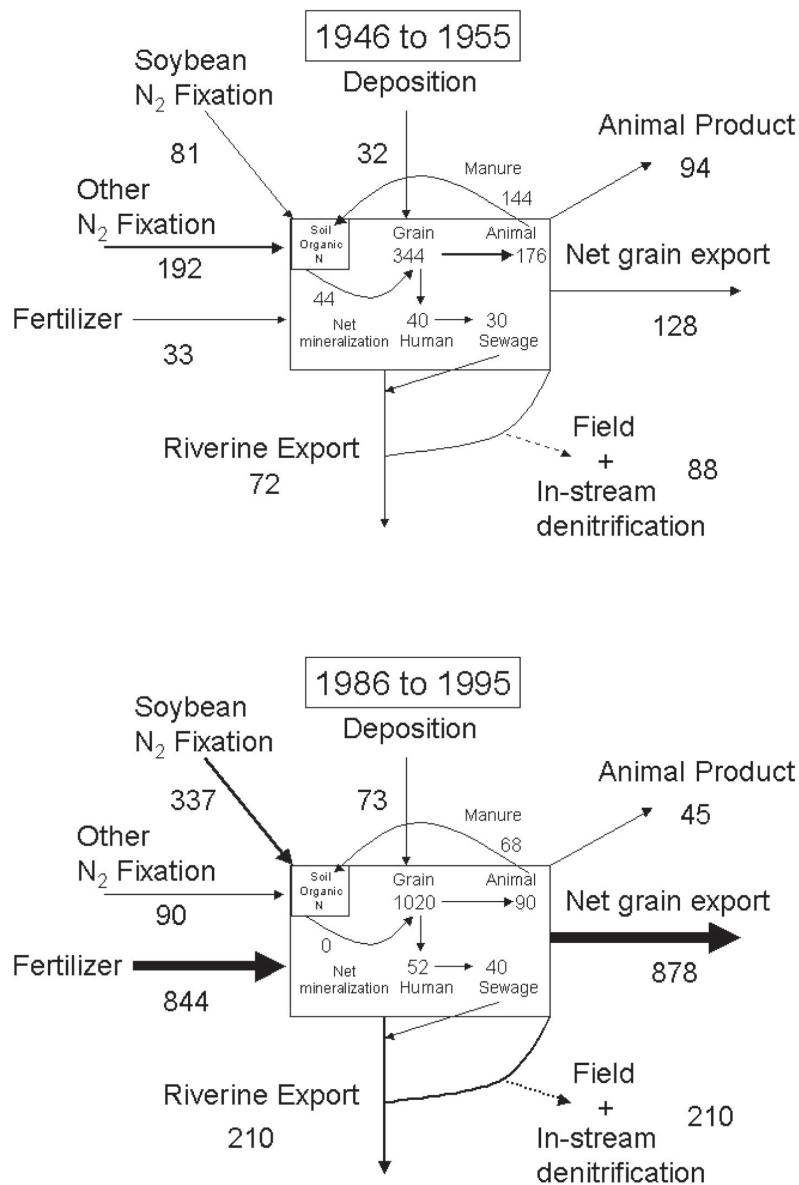 1946 to 1955
Soybean
N₂ Fixation
Deposition
81
32
Animal Product
94
Manure
144
Other
N₂ Fixation
192
Soil
Organic
N
Grain
Animal
344
176
Net grain export
128
44
Fertilizer
33
Net
mineralization
40
30
Human
Sewage
Riverine Export
72
Field
+
In-stream
denitrification
88
1986 to 1995
Soybean
N₂ Fixation
Deposition
337
73
Animal Product
45
Manure
68
Other
N₂ Fixation
90
Soil
Organic
N
Grain
Animal
1020
90
Net grain export
878
0
Fertilizer
844
Net
mineralization
52
40
Human
Sewage
Riverine Export
210
Field
+
In-stream
denitrification
210